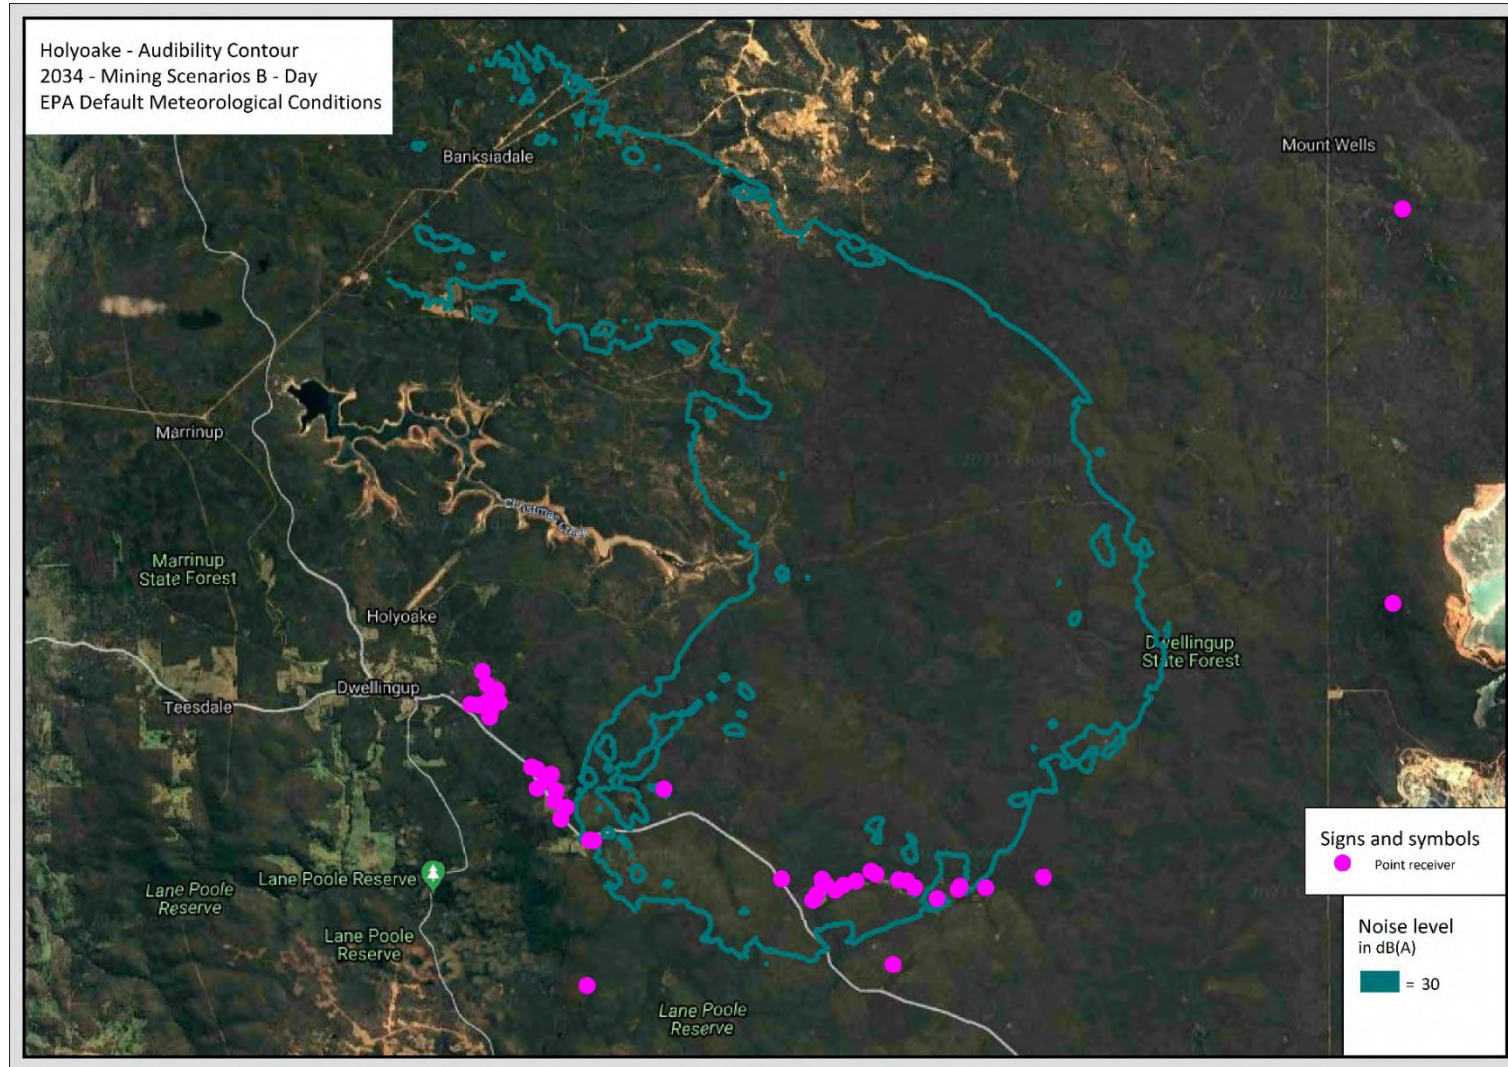 Holyoake - Audibility Contour
2034 - Mining Scenarios B - Day
EPA Default Meteorological Conditions
Banksiadale
Mount Wells
Marrinup
Christmas Creek
Marrinup
State Forest
Holyoake
Dwellingup
State Forest
Dwellingup
Teesdale
Signs and symbols
Point receiver
Lane Poole Reserve
Lane Poole
Reserve
Lane Poole
Reserve
Noise level
in dB(A)
= 30
Lane Poole
Reserve